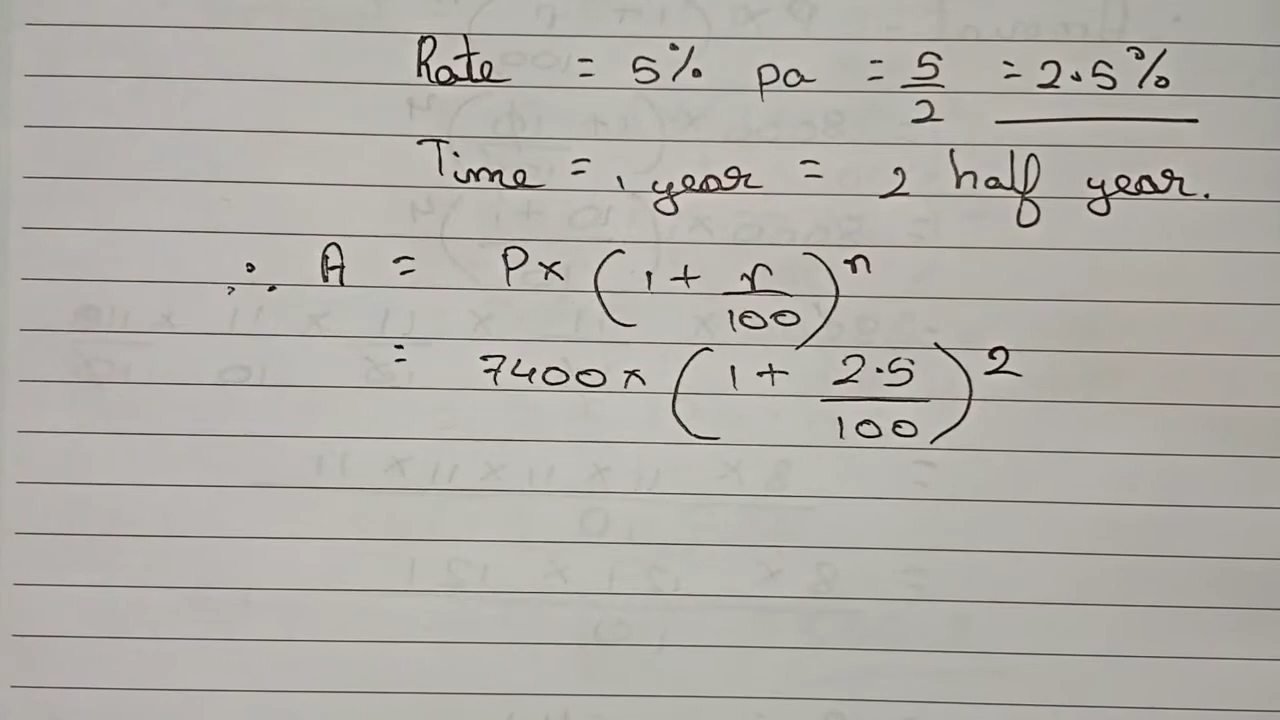 Rate = 5% pa = 5/2 = 2.5%
Time = 1 year = 2 half year.
∴ A = P × (1 + r/100)^n
= 7400 × (1 + 2.5/100)^2